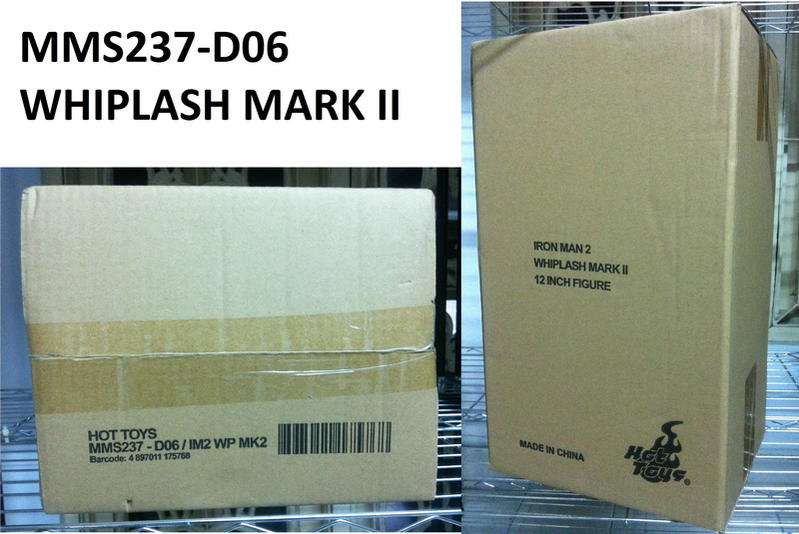 MMS237-D06
WHIPLASH MARK II
HOT TOYS
MMS237 - D06 / IM2 WP MK2
Barcode: 4 897011 175768
IRON MAN 2
WHIPLASH MARK II
12 INCH FIGURE
MADE IN CHINA
Hot
Toys®